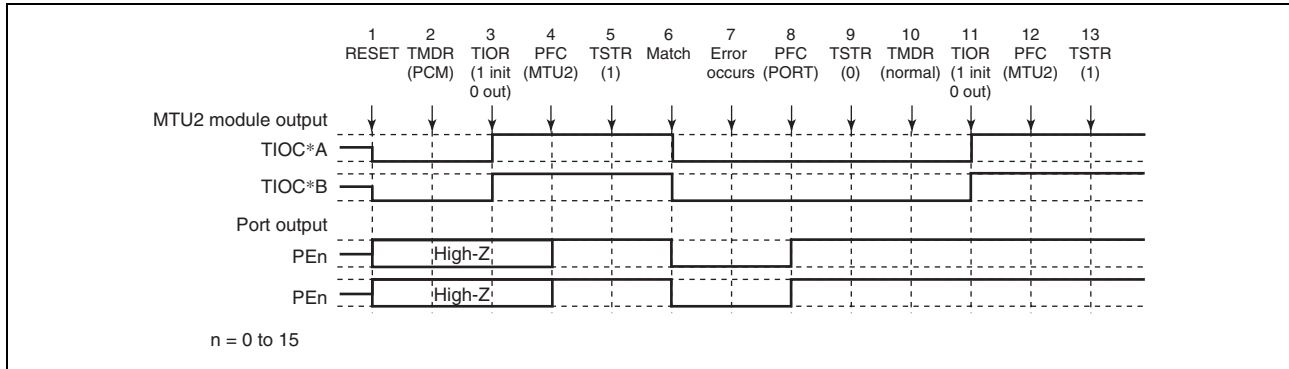 1 2 3 4 5 6 7 8 9 10 11 12 13
RESET TMDR TIOR PFC TSTR Match Error PFC TSTR TMDR TIOR PFC TSTR
(PCM) (1 init (MTU2) (1) occurs (PORT) (0) (normal) (1 init (MTU2) (1)
0 out) 0 out)
MTU2 module output
TIOC*A
TIOC*B
Port output
PEn High-Z
PEn High-Z
n = 0 to 15